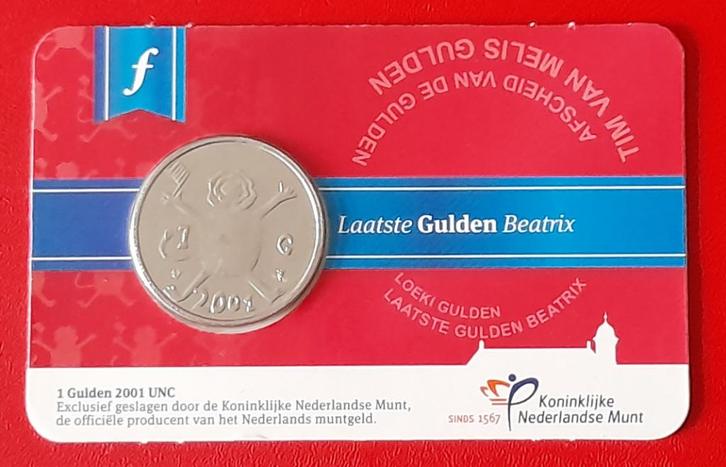 f
TIM VAN MELIS GULDEN
AFSCHEID VAN DE GULDEN
Laatste Gulden Beatrix
1 G
2001
LOEKI GULDEN
LAATSTE GULDEN BEATRIX
1 Gulden 2001 UNC
Exclusief geslagen door de Koninklijke Nederlandse Munt,
de officiële producent van het Nederlands muntgeld.
SINDS 1567
Koninklijke
Nederlandse Munt